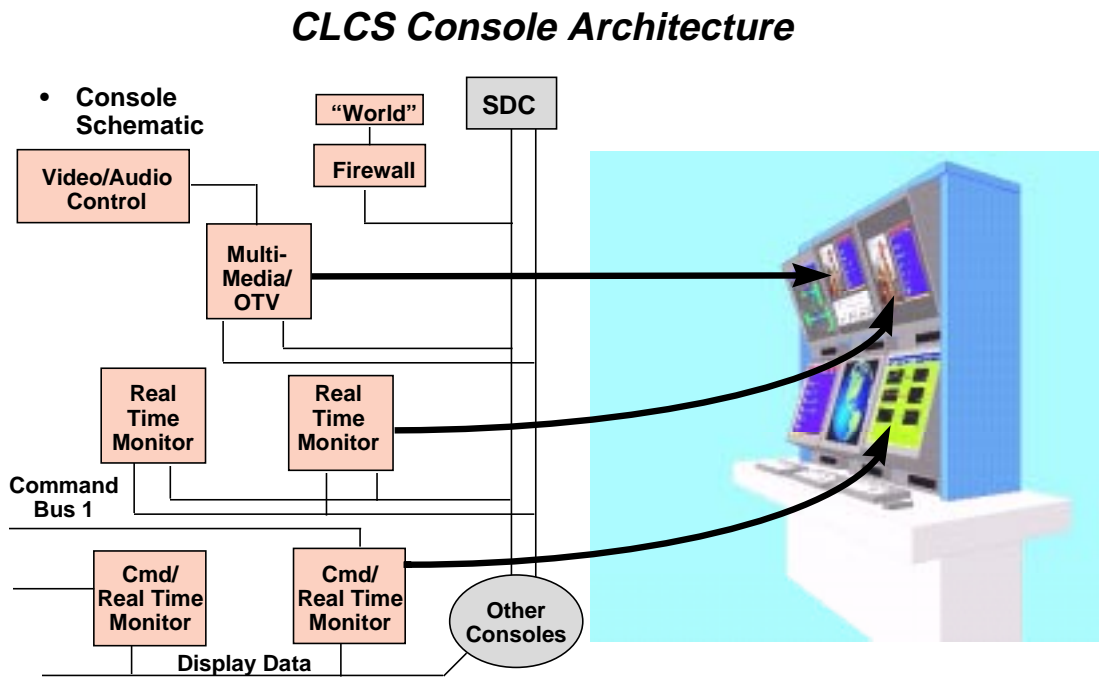 CLCS Console Architecture
• Console
Schematic
"World"
SDC
Firewall
Video/Audio
Control
Multi-
Media/
OTV
Real
Time
Monitor
Real
Time
Monitor
Command
Bus 1
Cmd/
Real Time
Monitor
Cmd/
Real Time
Monitor
Other
Consoles
Display Data